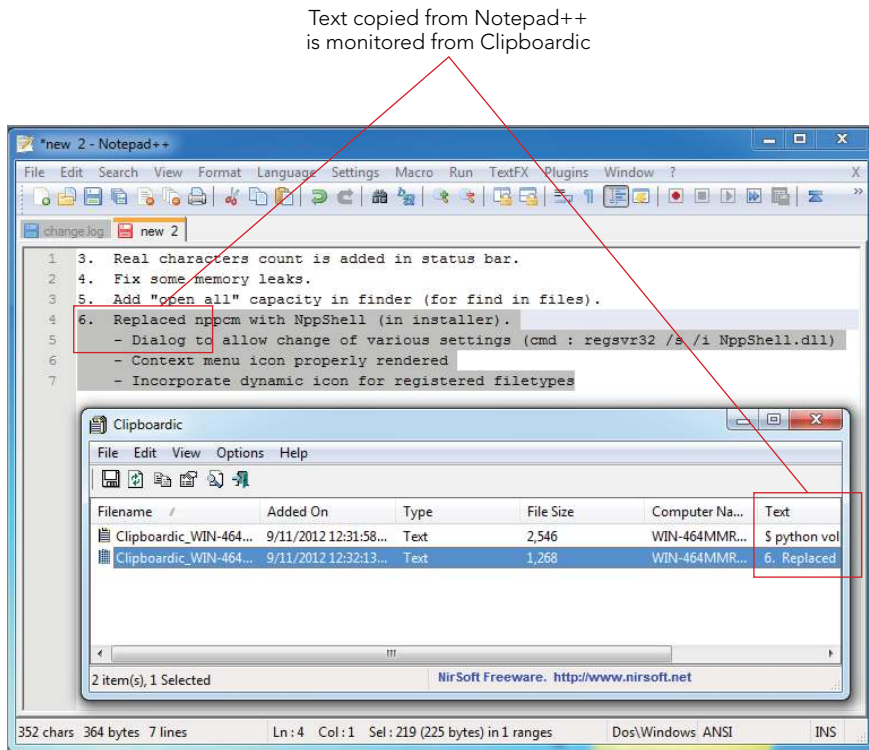 Text copied from Notepad++
is monitored from Clipboardic
*new 2 - Notepad++
File Edit Search View Format Language Settings Macro Run TextFX Plugins Window ? X
change.log new 2
1 3. Real characters count is added in status bar.
2 4. Fix some memory leaks.
3 5. Add "open all" capacity in finder (for find in files).
4 6. Replaced nppcm with NppShell (in installer).
5 - Dialog to allow change of various settings (cmd : regsvr32 /s /i NppShell.dll)
6 - Context menu icon properly rendered
7 - Incorporate dynamic icon for registered filetypes
Clipboardic
File Edit View Options Help
Filename / Added On Type File Size Computer Na... Text
Clipboardic_WIN-464... 9/11/2012 12:31:58... Text 2,546 WIN-464MMR... $ python vol
Clipboardic_WIN-464... 9/11/2012 12:32:13... Text 1,268 WIN-464MMR... 6. Replaced
2 item(s), 1 Selected NirSoft Freeware. http://www.nirsoft.net
352 chars 364 bytes 7 lines Ln : 4 Col : 1 Sel : 219 (225 bytes) in 1 ranges Dos\Windows ANSI INS